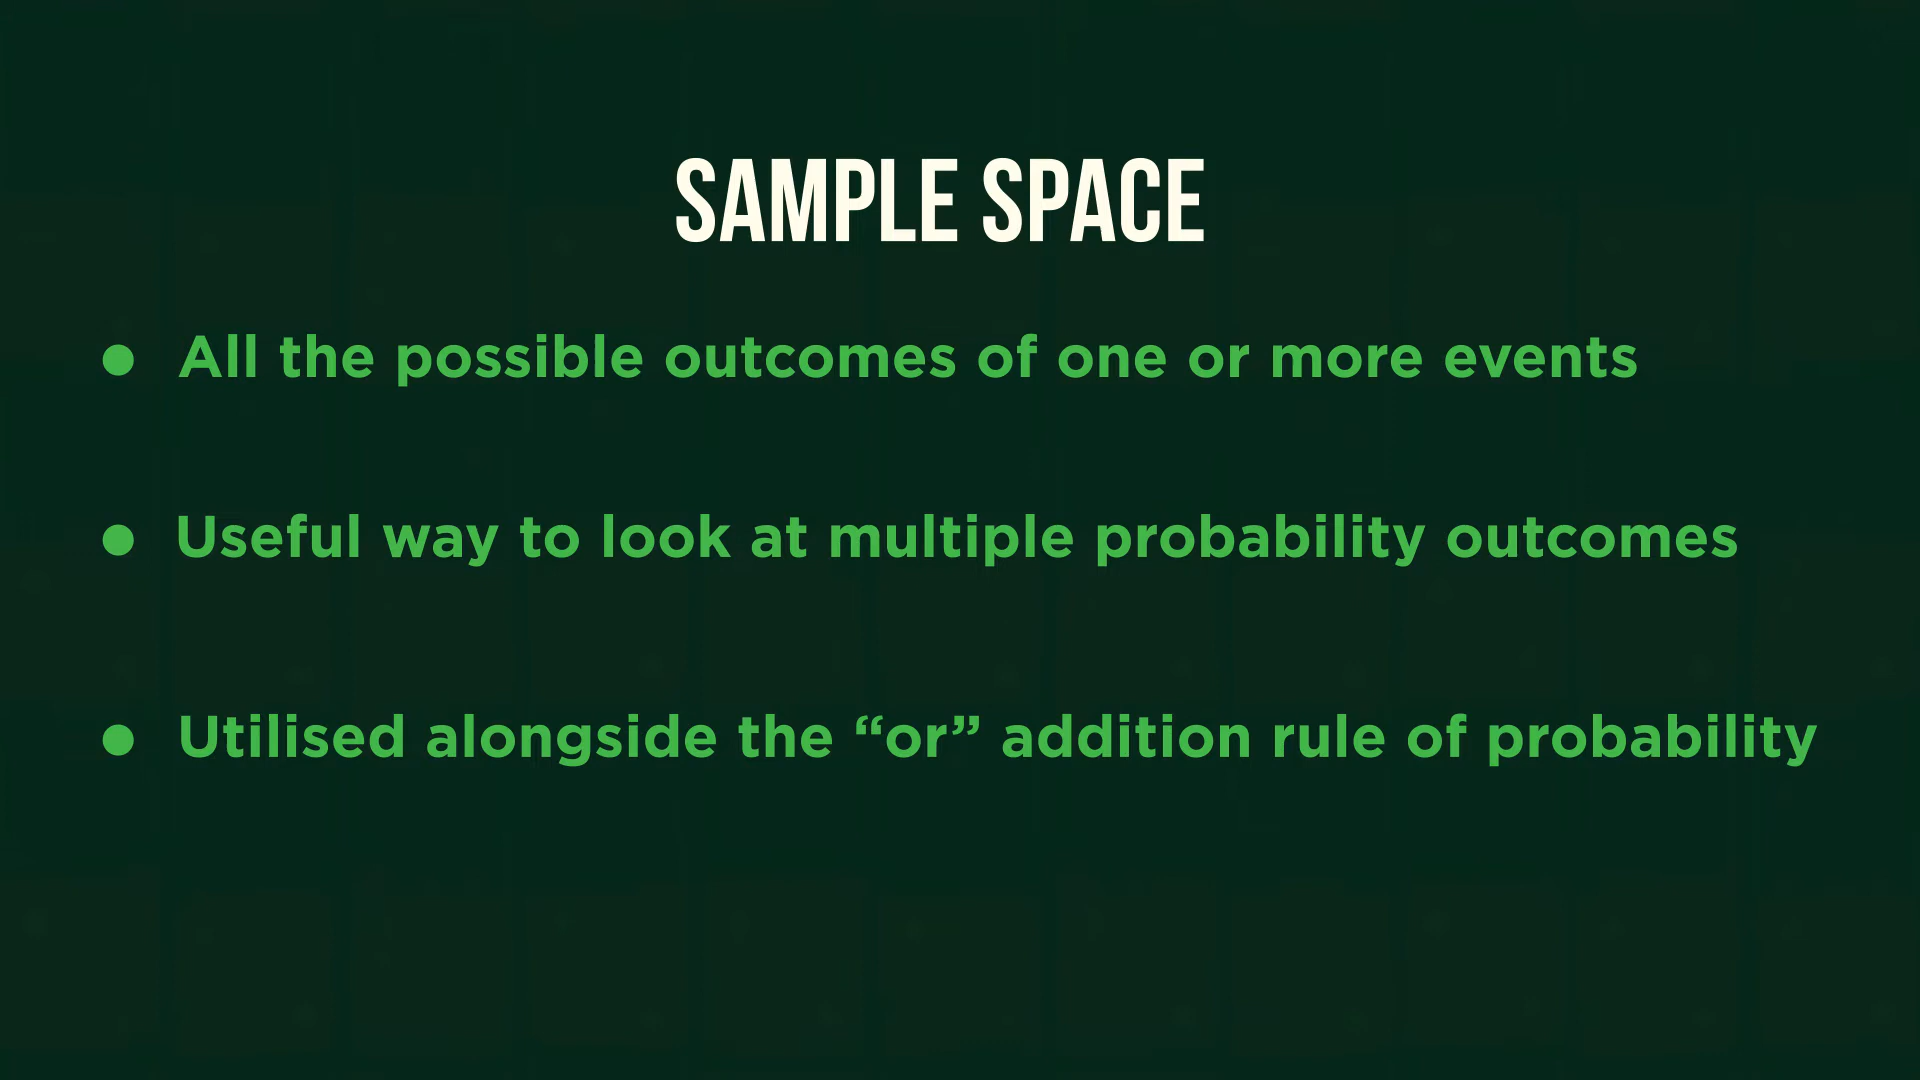 SAMPLE SPACE
• All the possible outcomes of one or more events
• Useful way to look at multiple probability outcomes
• Utilised alongside the “or” addition rule of probability